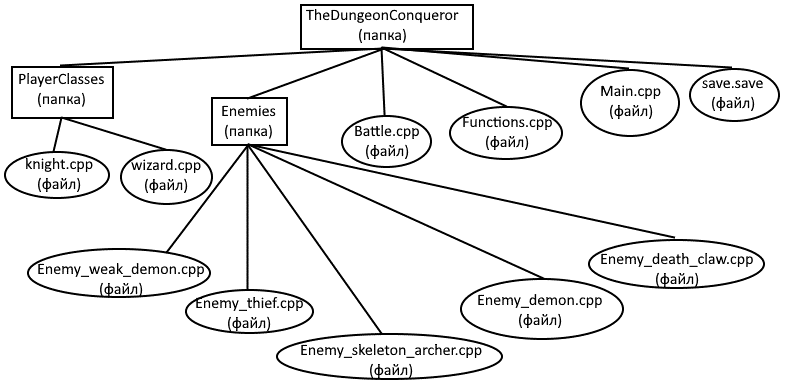 TheDungeonConqueror
(папка)
PlayerClasses
(папка)
Enemies
(папка)
Battle.cpp
(файл)
Functions.cpp
(файл)
Main.cpp
(файл)
save.save
(файл)
knight.cpp
(файл)
wizard.cpp
(файл)
Enemy_weak_demon.cpp
(файл)
Enemy_thief.cpp
(файл)
Enemy_skeleton_archer.cpp
(файл)
Enemy_demon.cpp
(файл)
Enemy_death_claw.cpp
(файл)